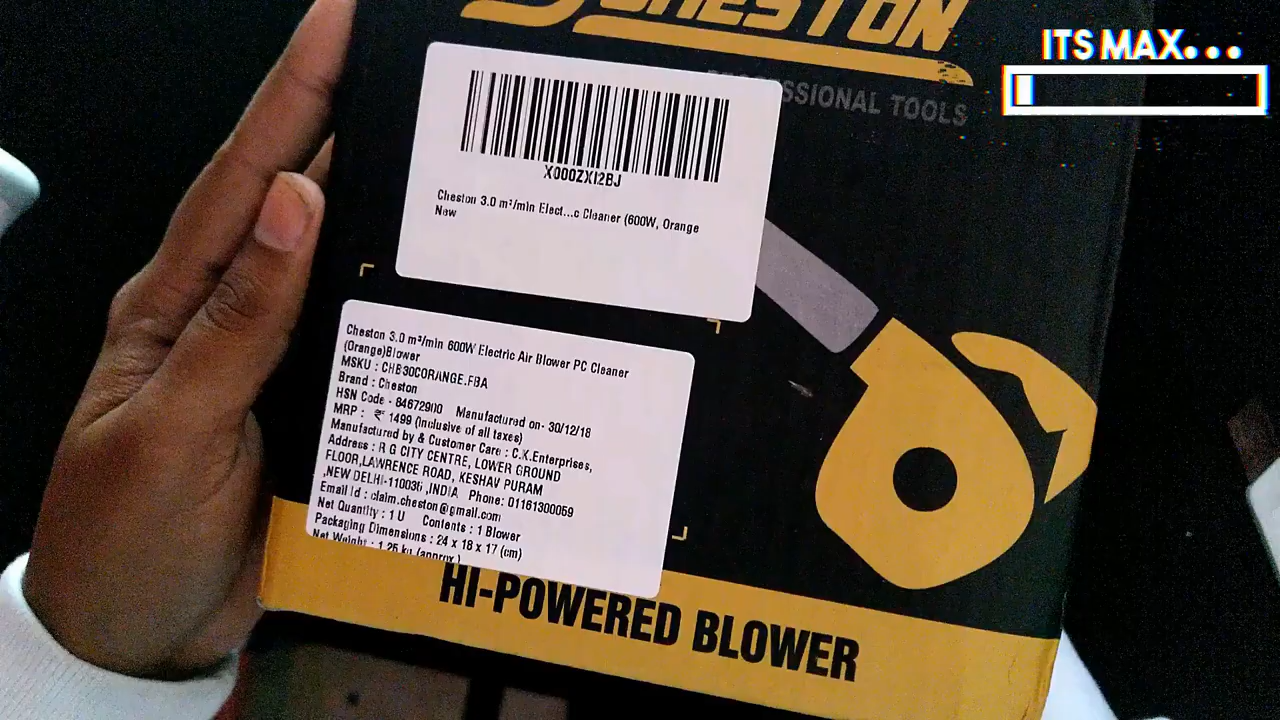 CHESTON
ITS MAX...
PROFESSIONAL TOOLS
X000ZXI2BJ
Cheston 3.0 m³/min Elect...c Cleaner (600W, Orange
New
Cheston 3.0 m³/min 600W Electric Air Blower PC Cleaner
(Orange)Blower
MSKU : CHB30CORANGE.FBA
Brand : Cheston
HSN Code - 84672900 Manufactured on- 30/12/18
MRP : ₹ 1499 (Inclusive of all taxes)
Manufactured by & Customer Care : C.K.Enterprises,
Address : R G CITY CENTRE, LOWER GROUND
FLOOR,LAWRENCE ROAD, KESHAV PURAM
,NEW DELHI-110035 ,INDIA Phone: 01161300059
Email Id : claim.cheston@gmail.com
Net Quantity : 1 U Contents : 1 Blower
Packaging Dimensions : 24 x 18 x 17 (cm)
Net Weight : 1.25 kg (approx.)
HI-POWERED BLOWER